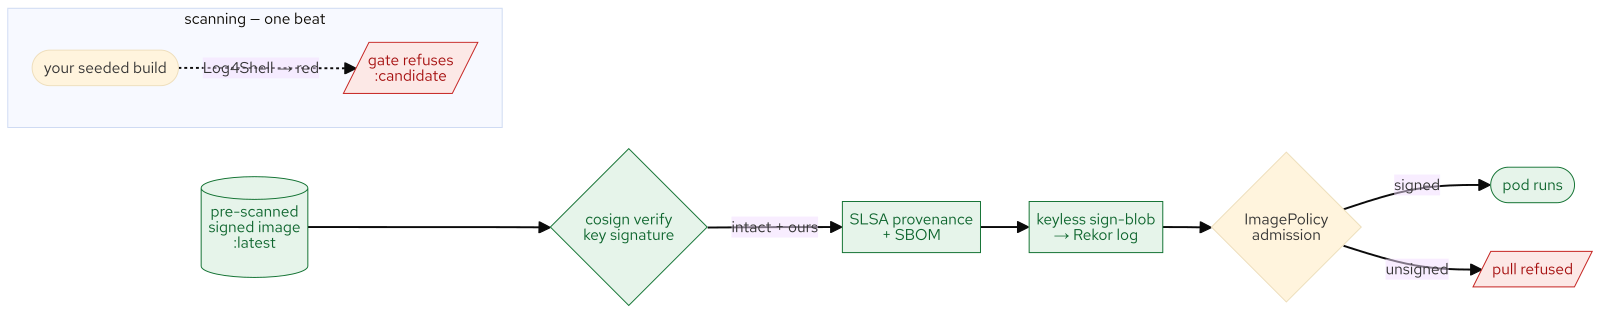 scanning – one beat
your seeded build
Log4Shell → red
gate refuses
:candidate
pre-scanned
signed image
:latest
cosign verify
key signature
intact + ours
SLSA provenance
+ SBOM
keyless sign-blob
→ Rekor log
ImagePolicy
admission
signed
pod runs
unsigned
pull refused